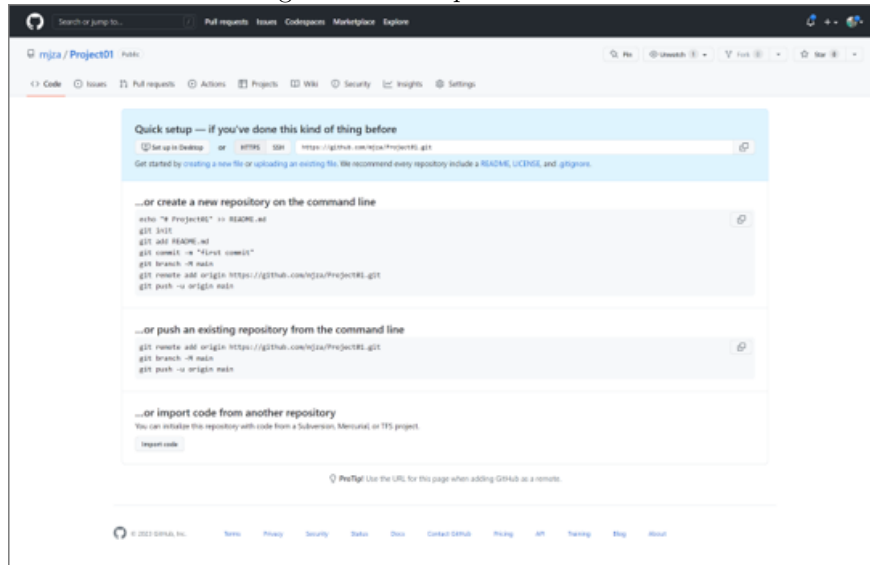 Search or jump to...
/
Pull requests Issues Codespaces Marketplace Explore
mjza / Project01 Public
Pin Unwatch 1 Fork 0 Star 0
Code Issues Pull requests Actions Projects Wiki Security Insights Settings
Quick setup — if you've done this kind of thing before
Set up in Desktop or HTTPS SSH https://github.com/mjza/Project01.git
Get started by creating a new file or uploading an existing file. We recommend every repository include a README, LICENSE, and .gitignore.
...or create a new repository on the command line
echo "# Project01" >> README.md
git init
git add README.md
git commit -m "first commit"
git branch -M main
git remote add origin https://github.com/mjza/Project01.git
git push -u origin main
...or push an existing repository from the command line
git remote add origin https://github.com/mjza/Project01.git
git branch -M main
git push -u origin main
...or import code from another repository
You can initialize this repository with code from a Subversion, Mercurial, or TFS project.
Import code
ProTip! Use the URL for this page when adding GitHub as a remote.
© 2023 GitHub, Inc. Terms Privacy Security Status Docs Contact GitHub Pricing API Training Blog About